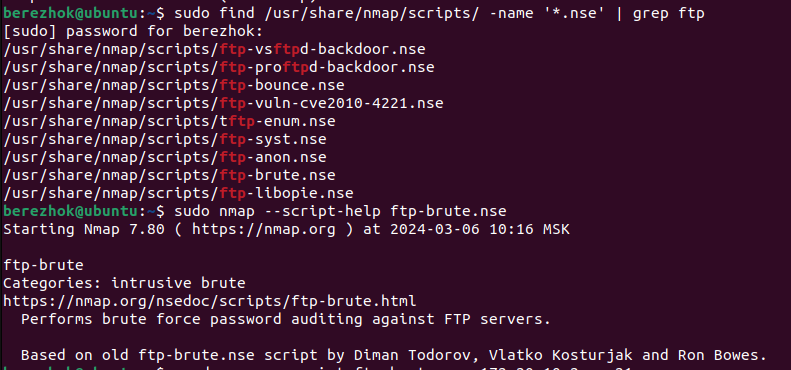 berezhok@ubuntu:~$ sudo find /usr/share/nmap/scripts/ -name '*.nse' | grep ftp
[sudo] password for berezhok:
/usr/share/nmap/scripts/ftp-vsftpd-backdoor.nse
/usr/share/nmap/scripts/ftp-proftpd-backdoor.nse
/usr/share/nmap/scripts/ftp-bounce.nse
/usr/share/nmap/scripts/ftp-vuln-cve2010-4221.nse
/usr/share/nmap/scripts/tftp-enum.nse
/usr/share/nmap/scripts/ftp-syst.nse
/usr/share/nmap/scripts/ftp-anon.nse
/usr/share/nmap/scripts/ftp-brute.nse
/usr/share/nmap/scripts/ftp-libopie.nse
berezhok@ubuntu:~$ sudo nmap --script-help ftp-brute.nse
Starting Nmap 7.80 ( https://nmap.org ) at 2024-03-06 10:16 MSK

ftp-brute
Categories: intrusive brute
https://nmap.org/nsedoc/scripts/ftp-brute.html
  Performs brute force password auditing against FTP servers.

  Based on old ftp-brute.nse script by Diman Todorov, Vlatko Kosturjak and Ron Bowes.